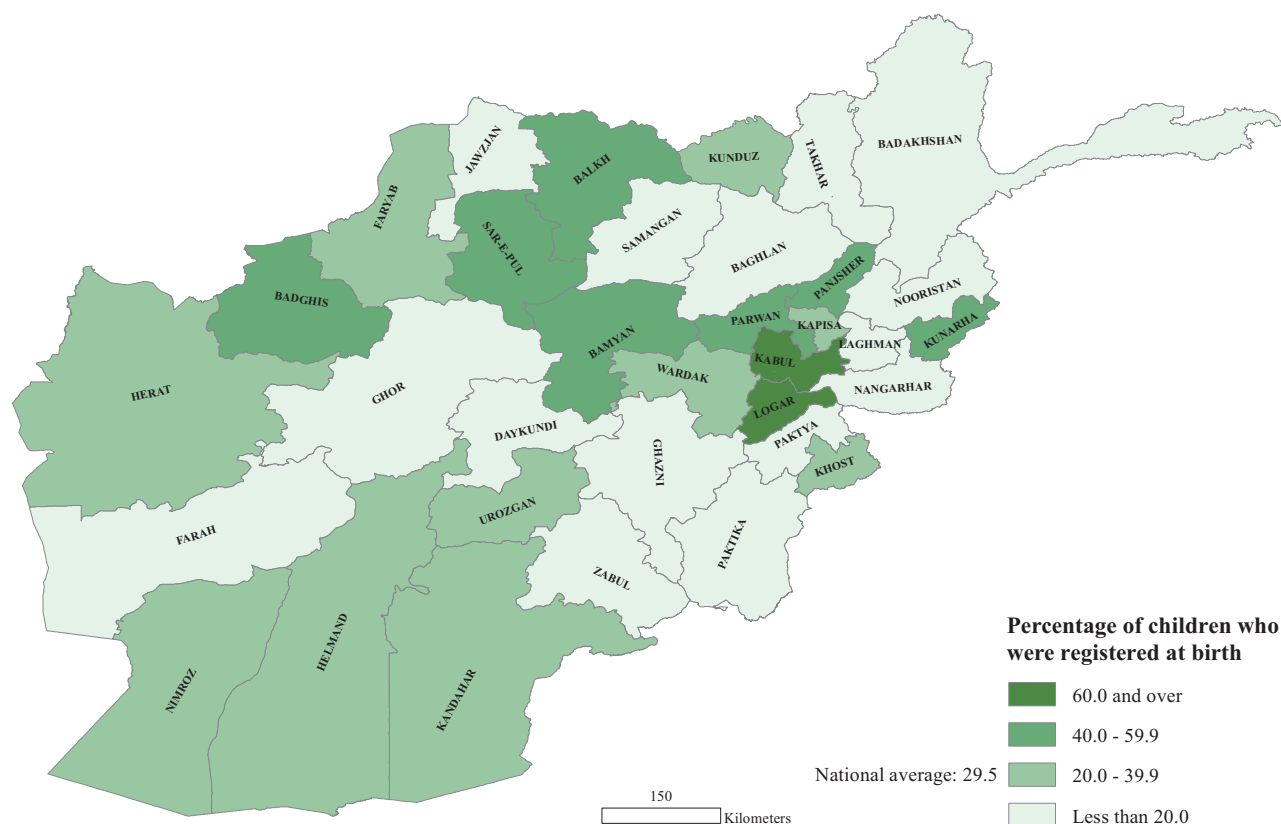 JAWZJAN
BALKH
KUNDUZ
TAKHAR
BADAKHSHAN
FARYAB
SAR-E-PUL
SAMANGAN
BAGHLAN
PANJSHER
NOORISTAN
BADGHIS
BAMYAN
PARWAN
KAPISA
KUNARHA
LAGHMAN
KABUL
HERAT
GHOR
WARDAK
NANGARHAR
LOGAR
DAYKUNDI
PAKTYA
GHAZNI
KHOST
UROZGAN
FARAH
PAKTIKA
ZABUL
HELMAND
NIMROZ
KANDAHAR
Percentage of children who
were registered at birth
60.0 and over
40.0 - 59.9
National average: 29.5
20.0 - 39.9
Less than 20.0
150
Kilometers